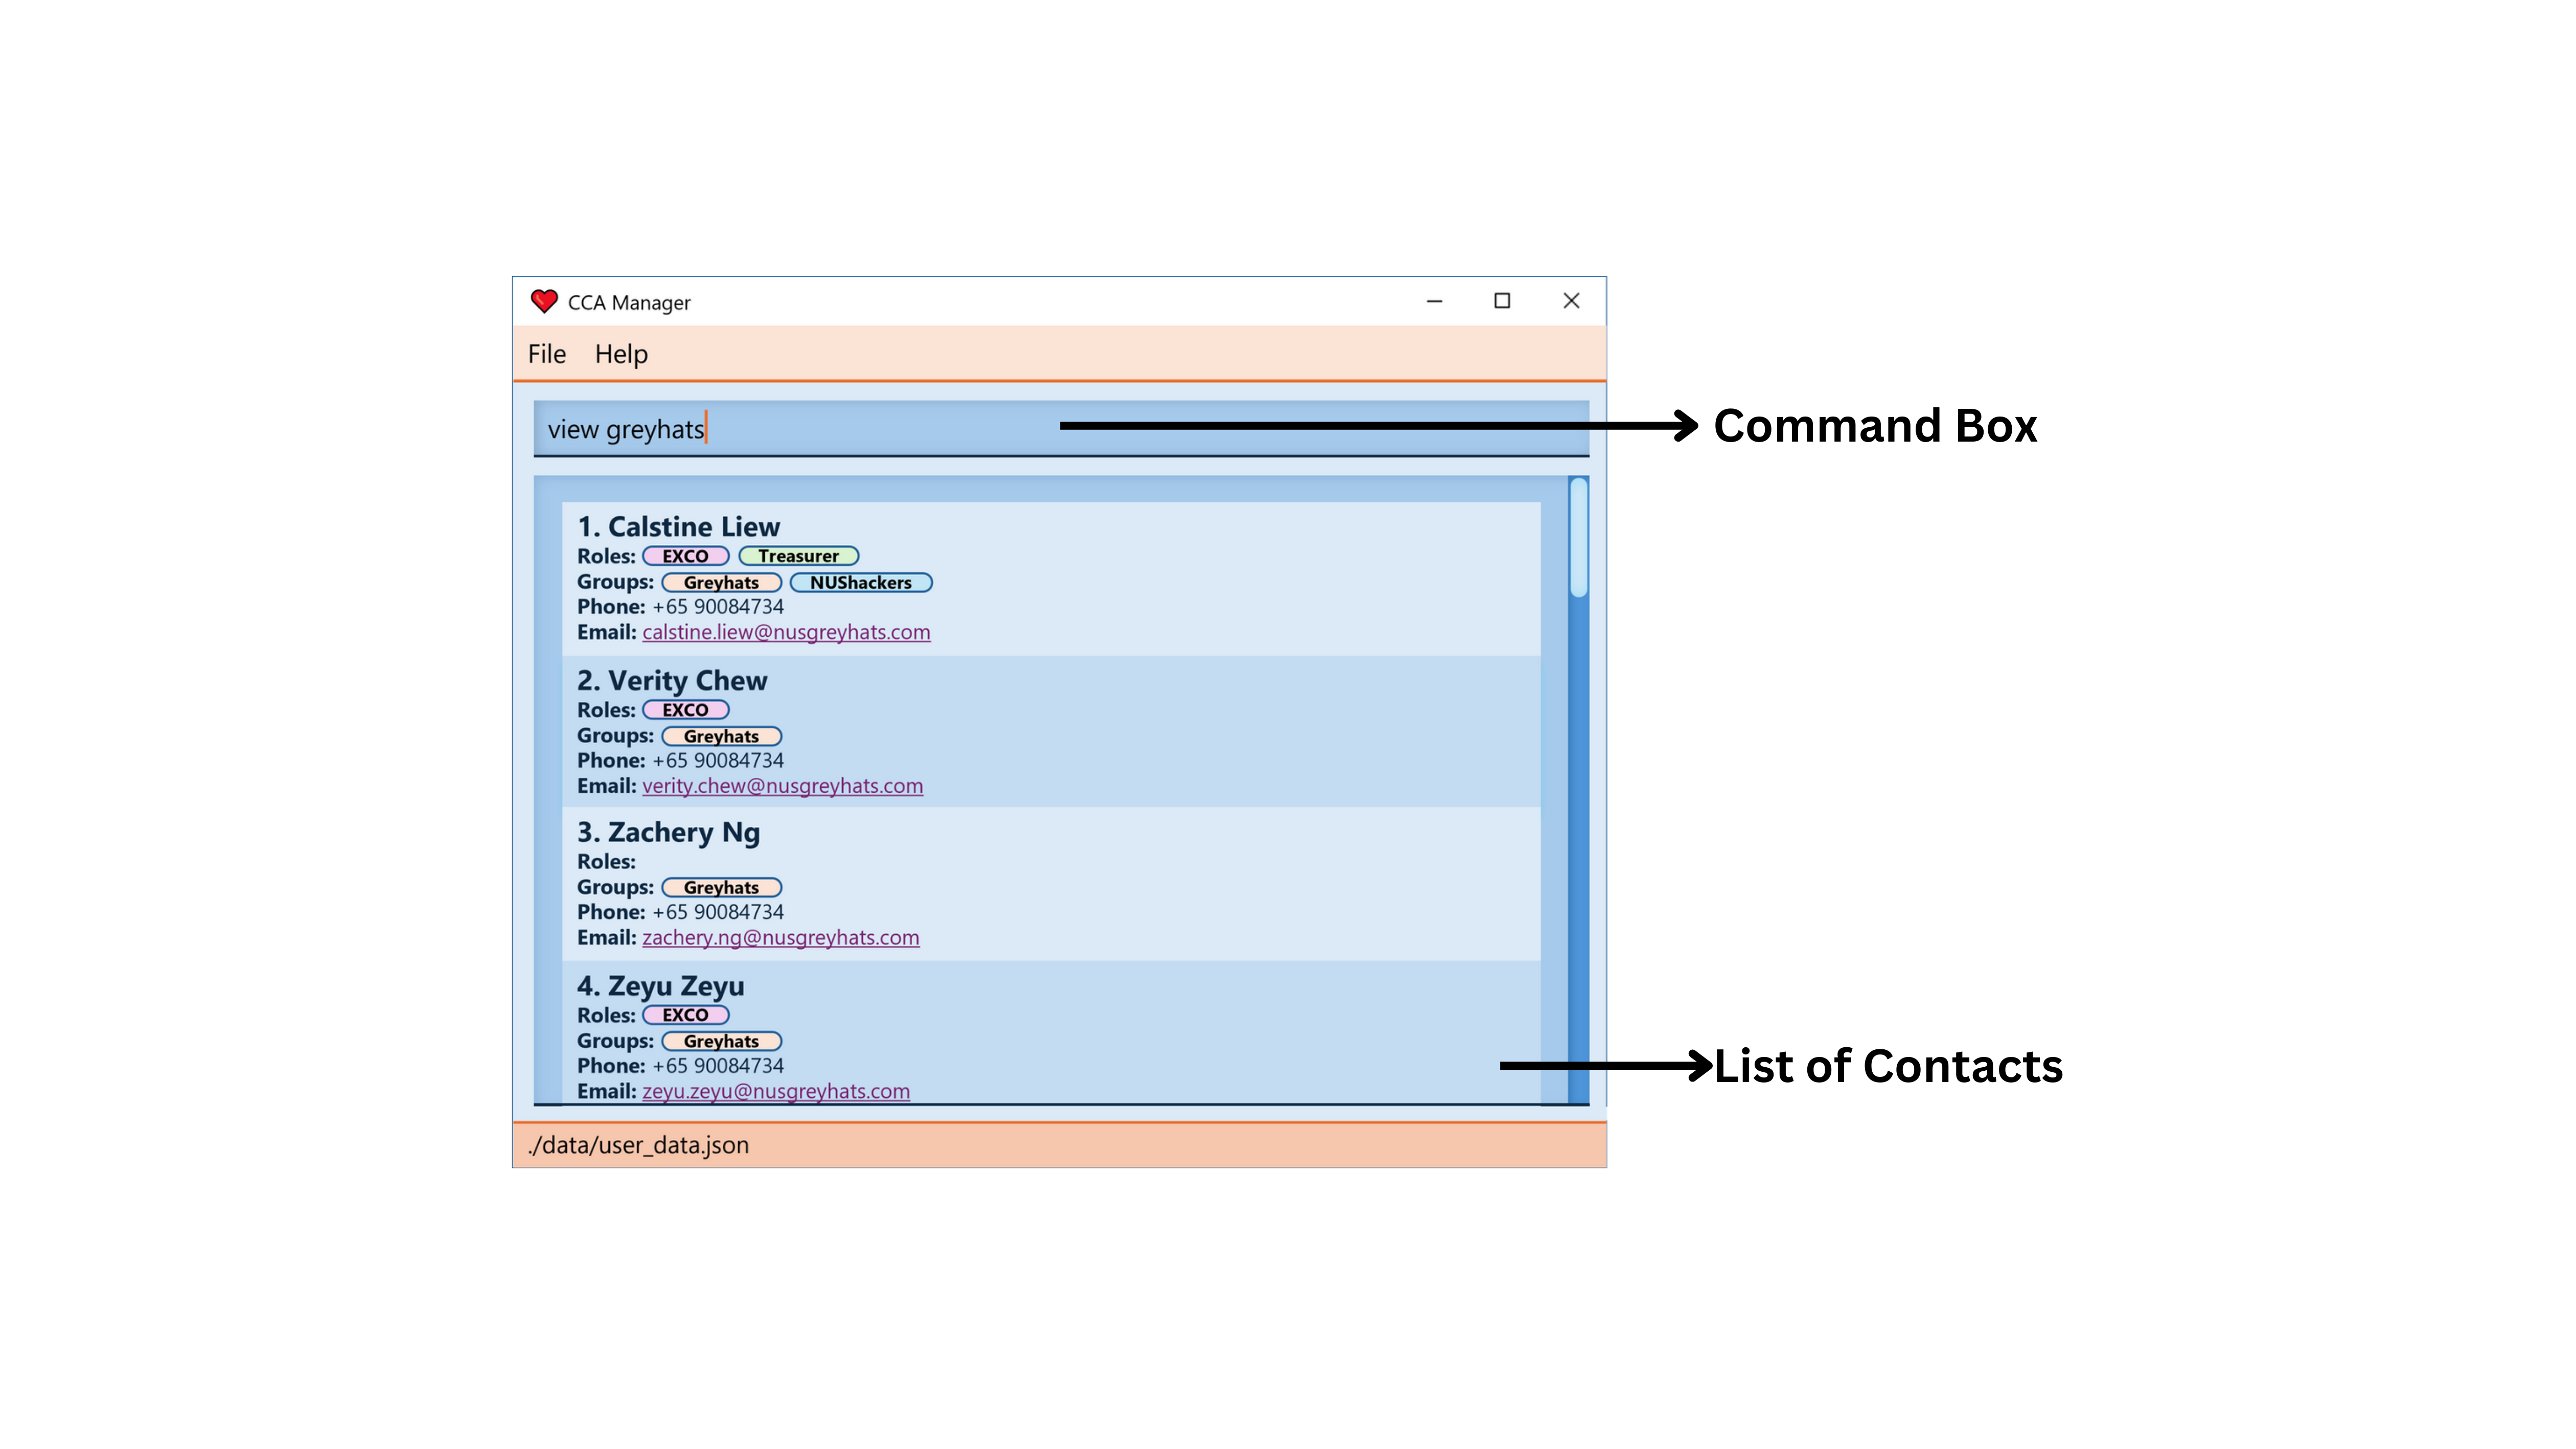 CCA Manager
File Help
view greyhats
Command Box
1. Calstine Liew
Roles: EXCO Treasurer
Groups: Greyhats NUShackers
Phone: +65 90084734
Email: calstine.liew@nusgreyhats.com
2. Verity Chew
Roles: EXCO
Groups: Greyhats
Phone: +65 90084734
Email: verity.chew@nusgreyhats.com
3. Zachery Ng
Roles:
Groups: Greyhats
Phone: +65 90084734
Email: zachery.ng@nusgreyhats.com
4. Zeyu Zeyu
Roles: EXCO
Groups: Greyhats
Phone: +65 90084734
List of Contacts
Email: zeyu.zeyu@nusgreyhats.com
./data/user_data.json